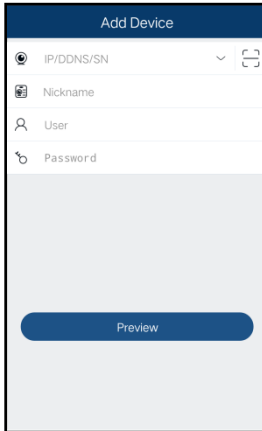 Add Device
IP/DDNS/SN
Nickname
User
Password
Preview